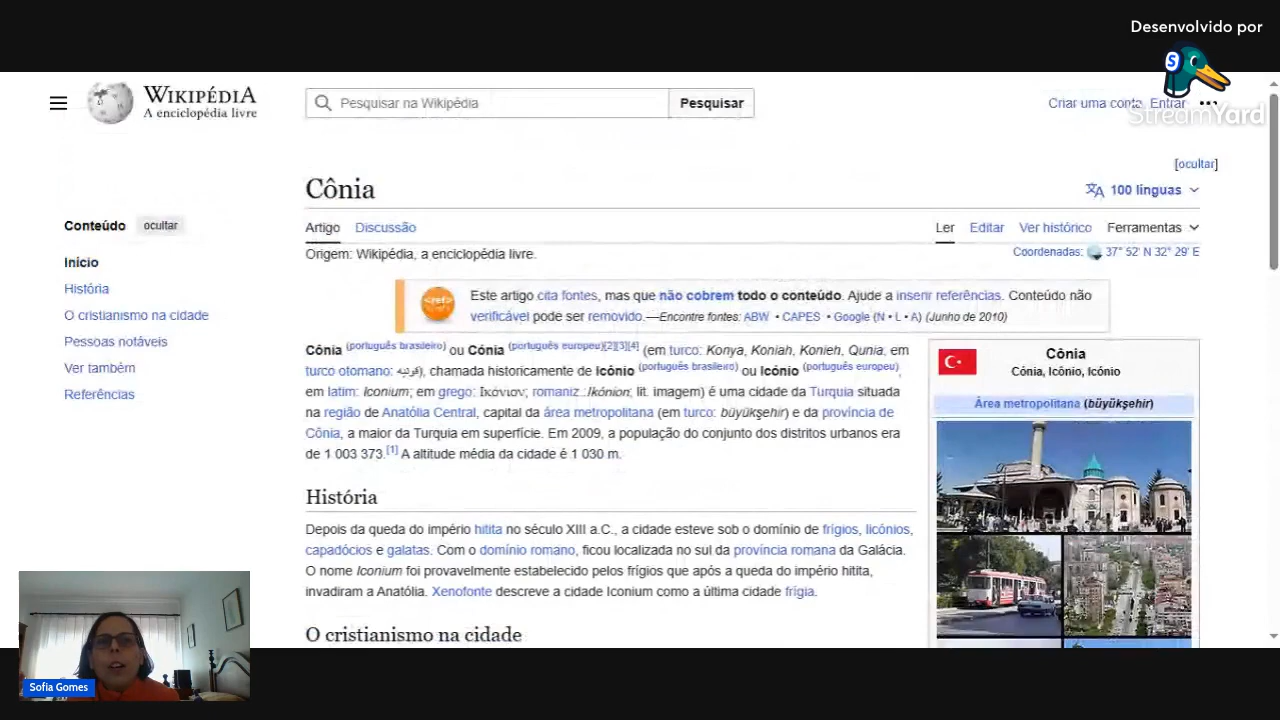 Desenvolvido por
StreamYard
WIKIPÉDIA
A enciclopédia livre
Pesquisar na Wikipédia
Pesquisar
Criar uma conta Entrar
[ocultar]
Cônia
100 línguas
Conteúdo ocultar
Artigo Discussão
Ler Editar Ver histórico Ferramentas
Origem: Wikipédia, a enciclopédia livre.
Coordenadas: 37° 52' N 32° 29' E
Início
História
O cristianismo na cidade
Pessoas notáveis
Ver também
Referências
<ref>
Este artigo cita fontes, mas que não cobrem todo o conteúdo. Ajude a inserir referências. Conteúdo não
verificável pode ser removido.—Encontre fontes: ABW • CAPES • Google (N • L • A) (Junho de 2010)
Cônia (português brasileiro) ou Cónia (português europeu)[2][3][4] (em turco: Konya, Koniah, Konieh, Qunia, em
turco otomano: قونیه), chamada historicamente de Icônio (português brasileiro) ou Icónio (português europeu),
em latim: Iconium; em grego: Ἰκόνιον; romaniz.:Ikónion; lit. imagem) é uma cidade da Turquia situada
na região de Anatólia Central, capital da área metropolitana (em turco: büyükşehir) e da província de
Cônia, a maior da Turquia em superfície. Em 2009, a população do conjunto dos distritos urbanos era
de 1 003 373.[1] A altitude média da cidade é 1 030 m.
Cônia
Cónia, Icônio, Icónio
Área metropolitana (büyükşehir)
História
Depois da queda do império hitita no século XIII a.C., a cidade esteve sob o domínio de frígios, licónios,
capadócios e galatas. Com o domínio romano, ficou localizada no sul da província romana da Galácia.
O nome Iconium foi provavelmente estabelecido pelos frígios que após a queda do império hitita,
invadiram a Anatólia. Xenofonte descreve a cidade Iconium como a última cidade frígia.
O cristianismo na cidade
Sofia Gomes